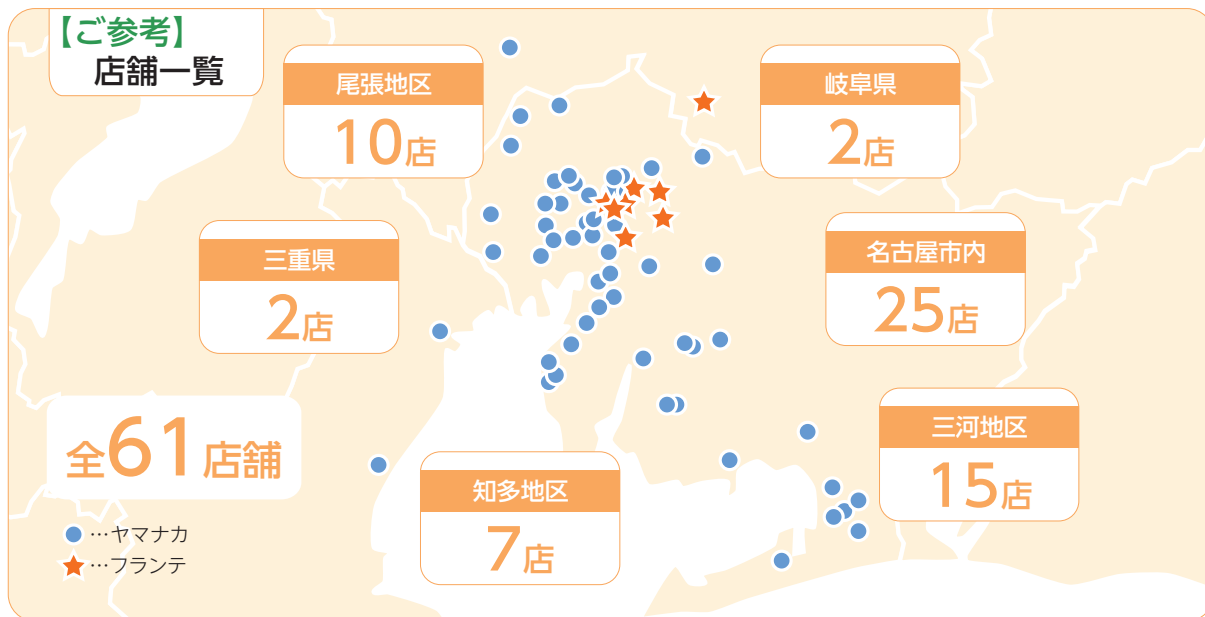 【ご参考】
店舗一覧
尾張地区
10店
岐阜県
2店
三重県
2店
名古屋市内
25店
全61店舗
三河地区
15店
知多地区
7店
…ヤマナカ
…フランテ